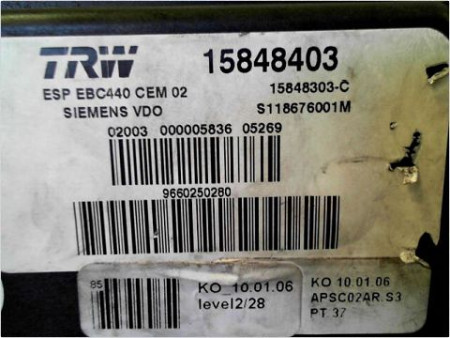 TRW 15848403
ESP EBC440 CEM 02 15848303-C
SIEMENS VDO S118676001M
02003 000005836 05269
9660250280
85 KO 10.01.06 KO 10.01.06
level2/28 APSC02AR.S3
PT 37